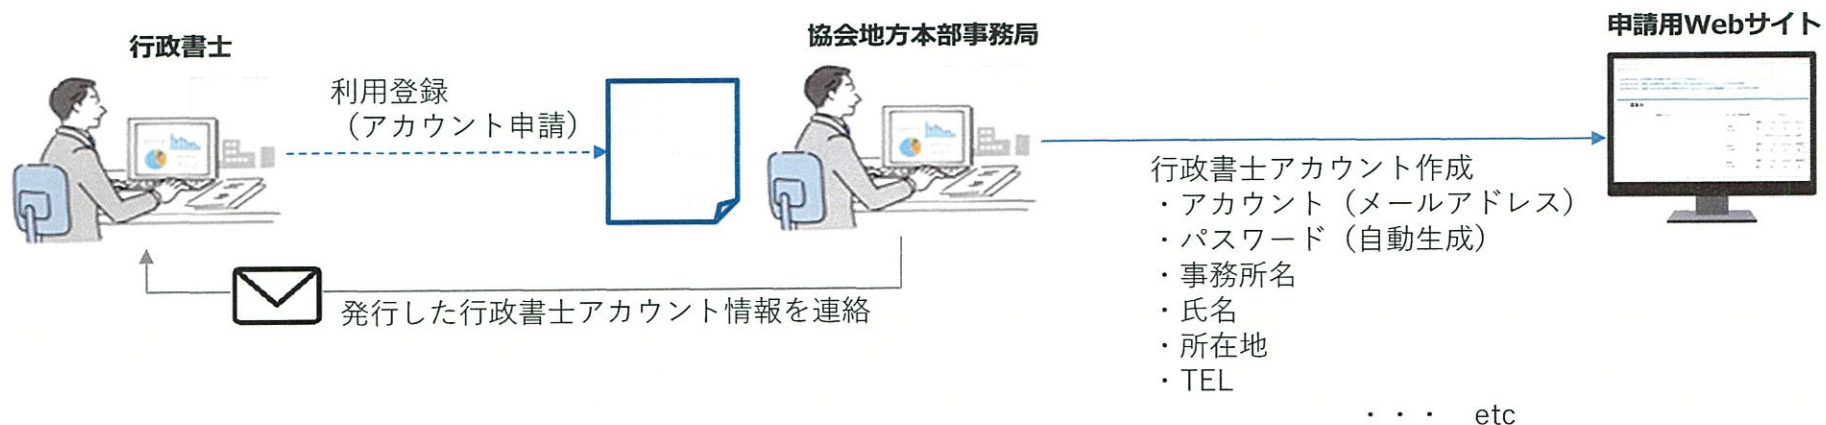 行政書士
協会地方本部事務局
申請用Webサイト
利用登録
（アカウント申請）
行政書士アカウント作成
・アカウント（メールアドレス）
・パスワード（自動生成）
・事務所名
・氏名
・所在地
・TEL
・・・　etc
発行した行政書士アカウント情報を連絡